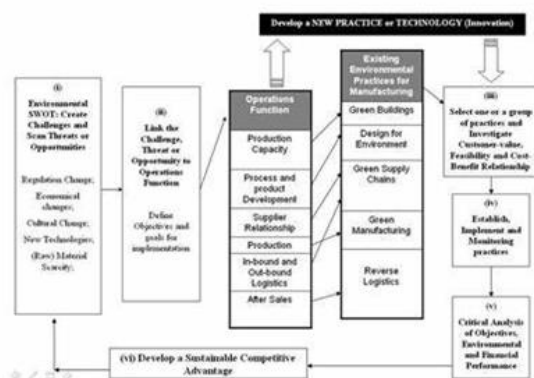 Develop a NEW PRACTICE or TECHNOLOGY (Innovation)
(i)
Environmental
SWOT: Create
Challenges and
Scan Threats or
Opportunities
Regulation Change;
Economical
changes;
Cultural Change;
New Technologies;
(Raw) Material
Scarcity;
(ii)
Link the
Challenge,
Threat or
Opportunity to
Operations
Function
Define
Objectives and
goals for
implementation
Operations
Function
Production
Capacity
Process and
product
Development
Supplier
Relationship
Production
In-bound and
Out-bound
Logistics
After Sales
Existing
Environmental
Practices for
Manufacturing
Green Buildings
Design for
Environment
Green Supply
Chains
Green
Manufacturing
Reverse
Logistics
(iii)
Select one or a group
of practices and
Investigate
Customer-value,
Feasibility and Cost-
Benefit Relationship
(iv)
Establish,
Implement and
Monitoring
practices
(v)
Critical Analysis
of Objectives,
Environmental
and Financial
Performance
(vi) Develop a Sustainable Competitive
Advantage